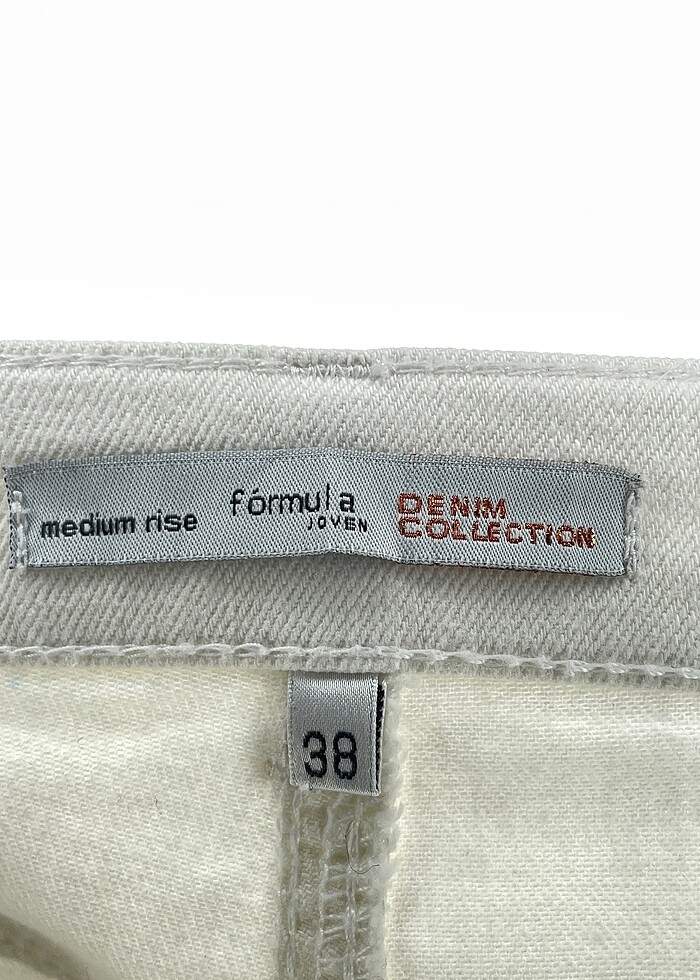 medium rise
fórmula
JOVEN
DENIM
COLLECTION
38